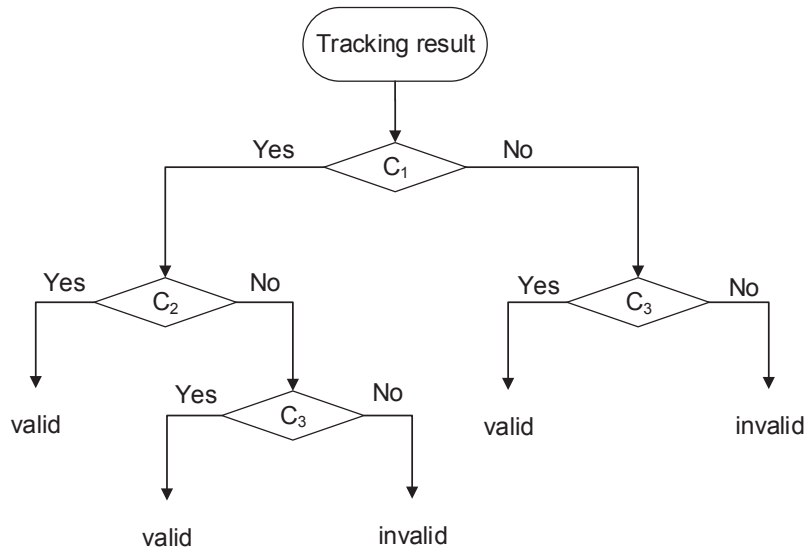 Tracking result
Yes
No
C₁
Yes
No
C₂
Yes
No
C₃
Yes
No
C₃
valid
valid
invalid
valid
invalid